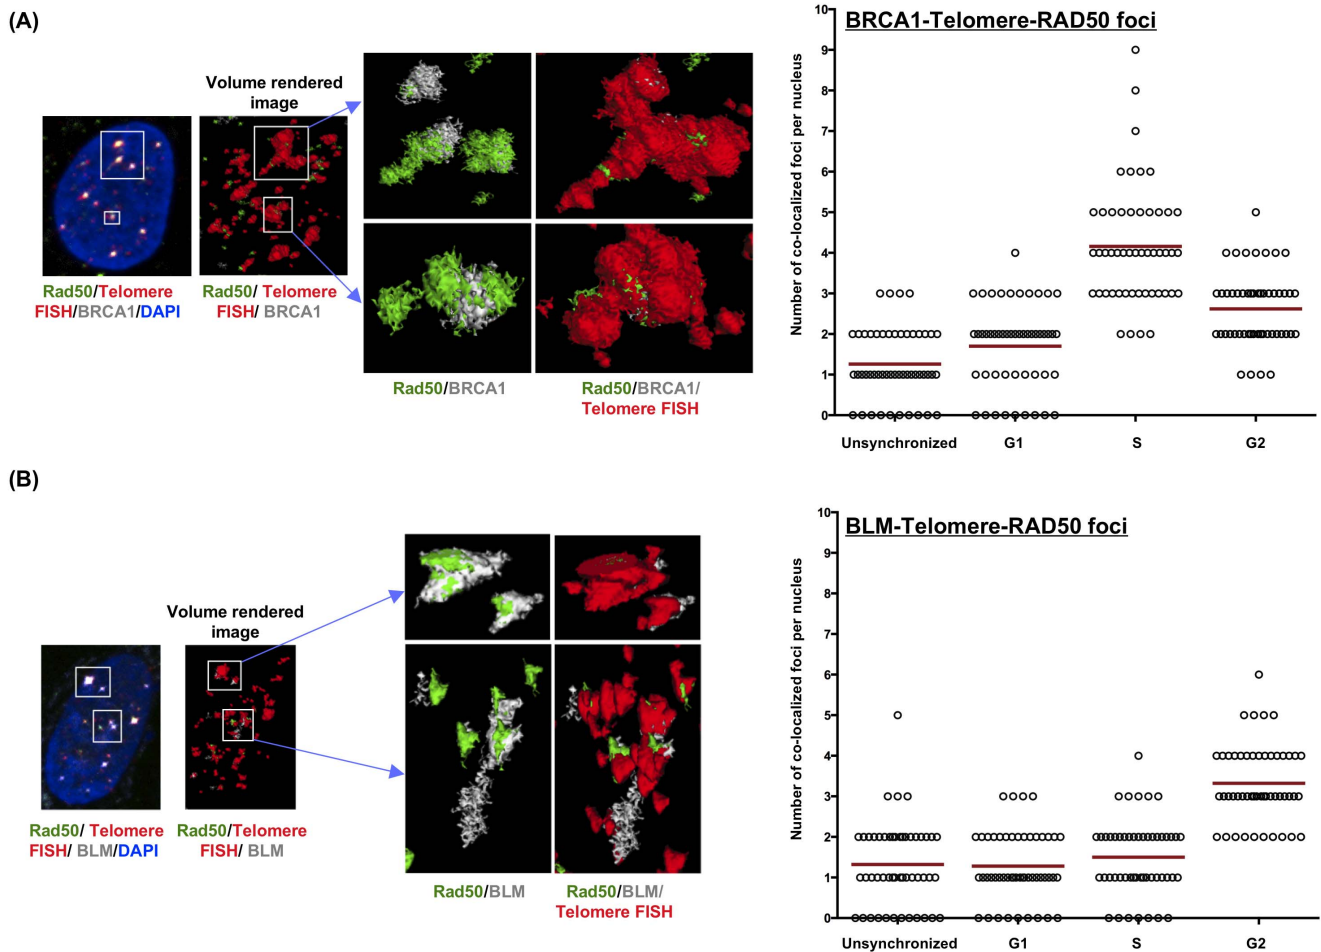 (A)
Volume rendered
image
Rad50/Telomere
FISH/BRCA1/DAPI
Rad50/ Telomere
FISH/ BRCA1
Rad50/BRCA1
Rad50/BRCA1/
Telomere FISH
BRCA1-Telomere-RAD50 foci
Number of co-localized foci per nucleus
10
9
8
7
6
5
4
3
2
1
0
Unsynchronized
G1
S
G2
(B)
Volume rendered
image
Rad50/ Telomere
FISH/ BLM/DAPI
Rad50/Telomere
FISH/ BLM
Rad50/BLM
Rad50/BLM/
Telomere FISH
BLM-Telomere-RAD50 foci
Number of co-localized foci per nucleus
10
9
8
7
6
5
4
3
2
1
0
Unsynchronized
G1
S
G2